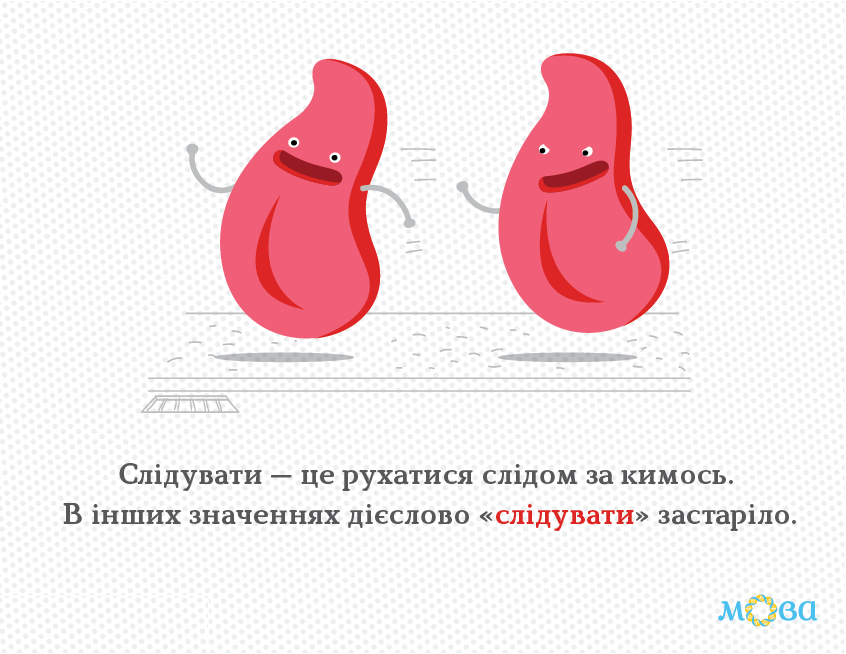 Слідувати — це рухатися слідом за кимось.
В інших значеннях дієслово «слідувати» застаріло.
мова